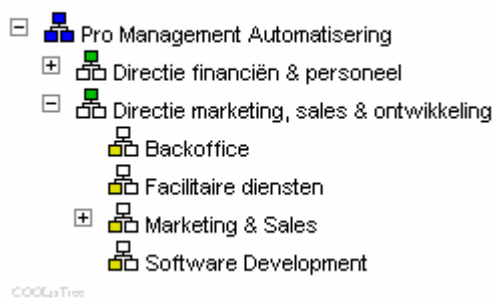 Pro Management Automatisering
Directie financiën & personeel
Directie marketing, sales & ontwikkeling
Backoffice
Facilitaire diensten
Marketing & Sales
Software Development
COOLjsTree